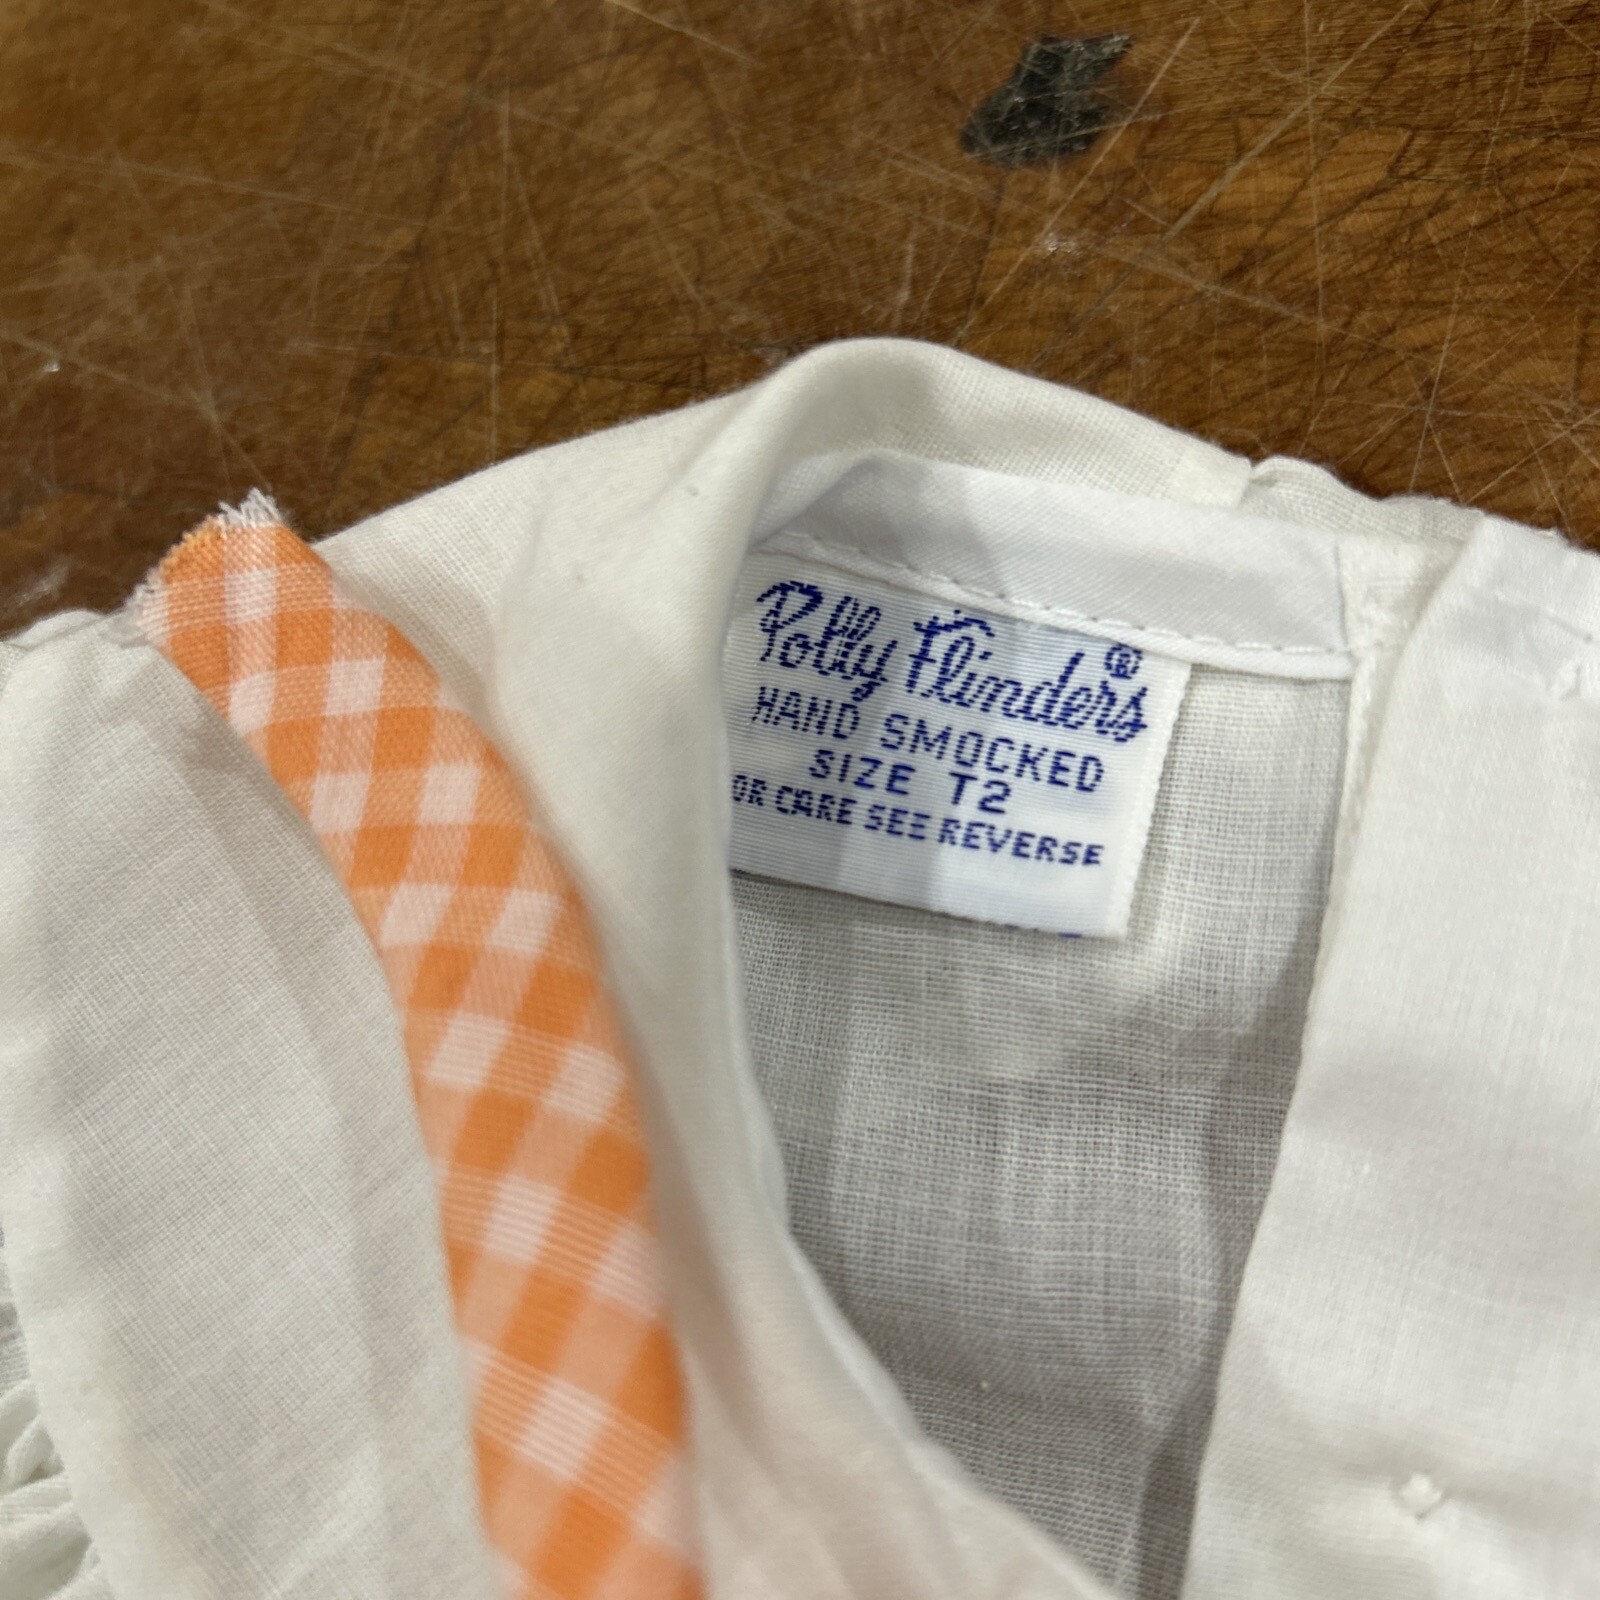 Polly Flinders®
HAND SMOCKED
SIZE T2
OR CARE SEE REVERSE